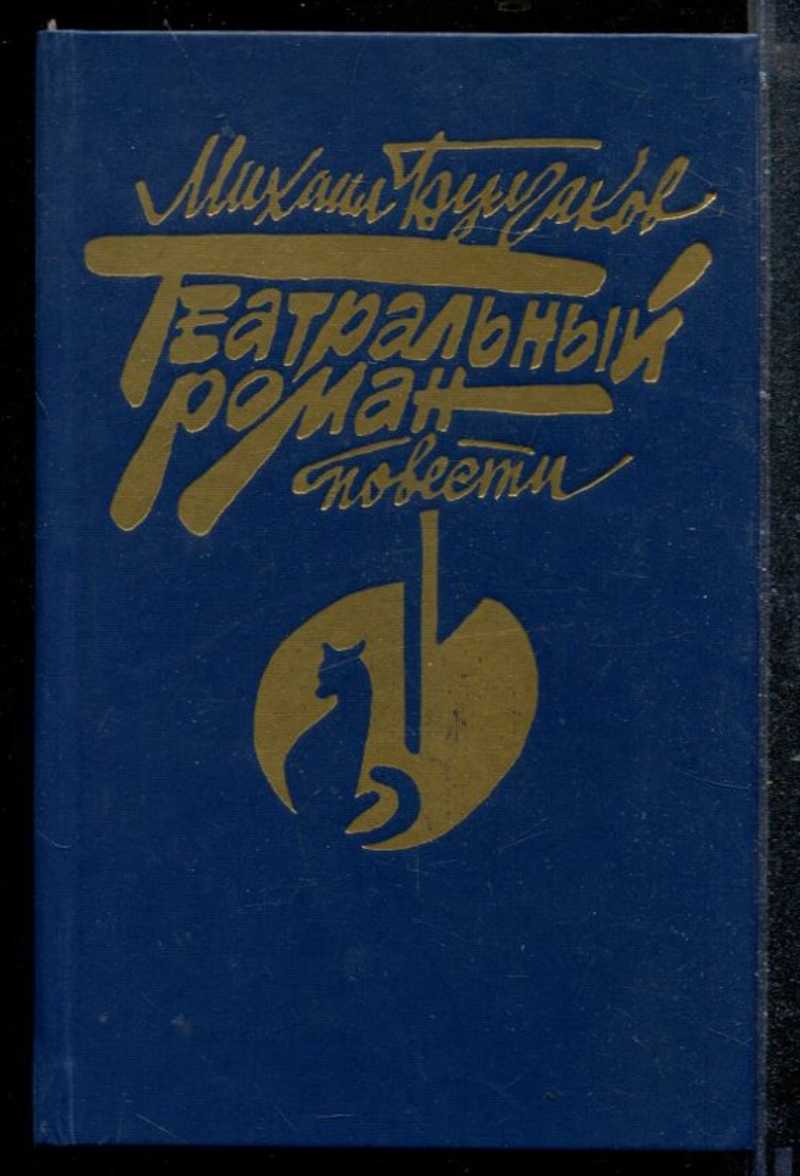 Михаил Булгаков
Театральный
роман
повести